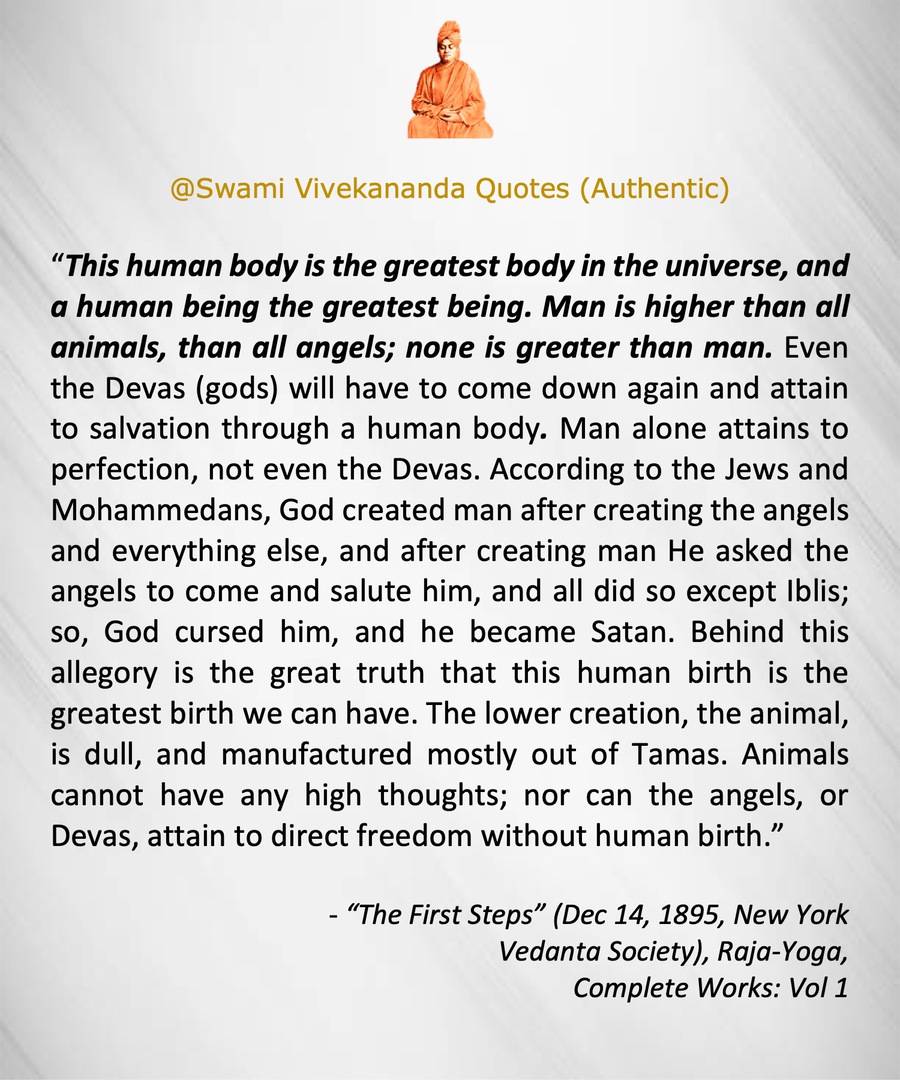 @Swami Vivekananda Quotes (Authentic)
“This human body is the greatest body in the universe, and
a human being the greatest being. Man is higher than all
animals, than all angels; none is greater than man. Even
the Devas (gods) will have to come down again and attain
to salvation through a human body. Man alone attains to
perfection, not even the Devas. According to the Jews and
Mohammedans, God created man after creating the angels
and everything else, and after creating man He asked the
angels to come and salute him, and all did so except Iblis;
so, God cursed him, and he became Satan. Behind this
allegory is the great truth that this human birth is the
greatest birth we can have. The lower creation, the animal,
is dull, and manufactured mostly out of Tamas. Animals
cannot have any high thoughts; nor can the angels, or
Devas, attain to direct freedom without human birth.”
- “The First Steps” (Dec 14, 1895, New York
Vedanta Society), Raja-Yoga,
Complete Works: Vol 1